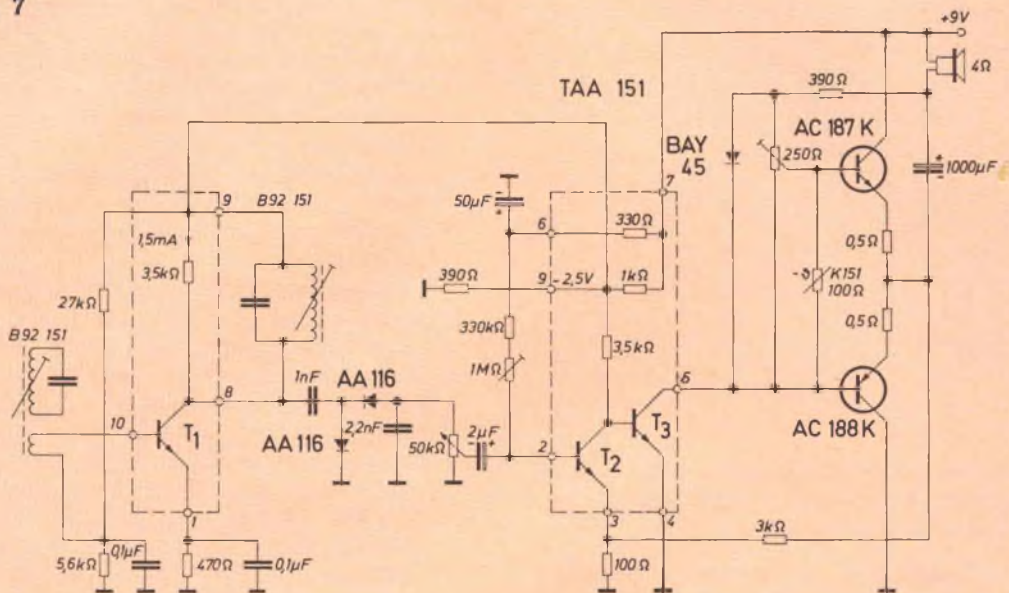 7
+9V
4Ω
TAA 151
390Ω
BAY
45
AC 187 K
250Ω
1000µF
+
-
7
50µF
-
+
6
330Ω
0,5Ω
9
B92 151
1,5mA
3,5kΩ
390Ω
9
-2,5V
1kΩ
-ϑ
K151
100Ω
27kΩ
330kΩ
0,5Ω
B92 151
3,5kΩ
1MΩ
1nF
AA 116
8
5
10
T1
AA 116
2,2nF
50kΩ
2µF
-
+
2
T2
T3
AC 188 K
1
3
4
3kΩ
5,6kΩ
0,1µF
470Ω
0,1µF
100Ω